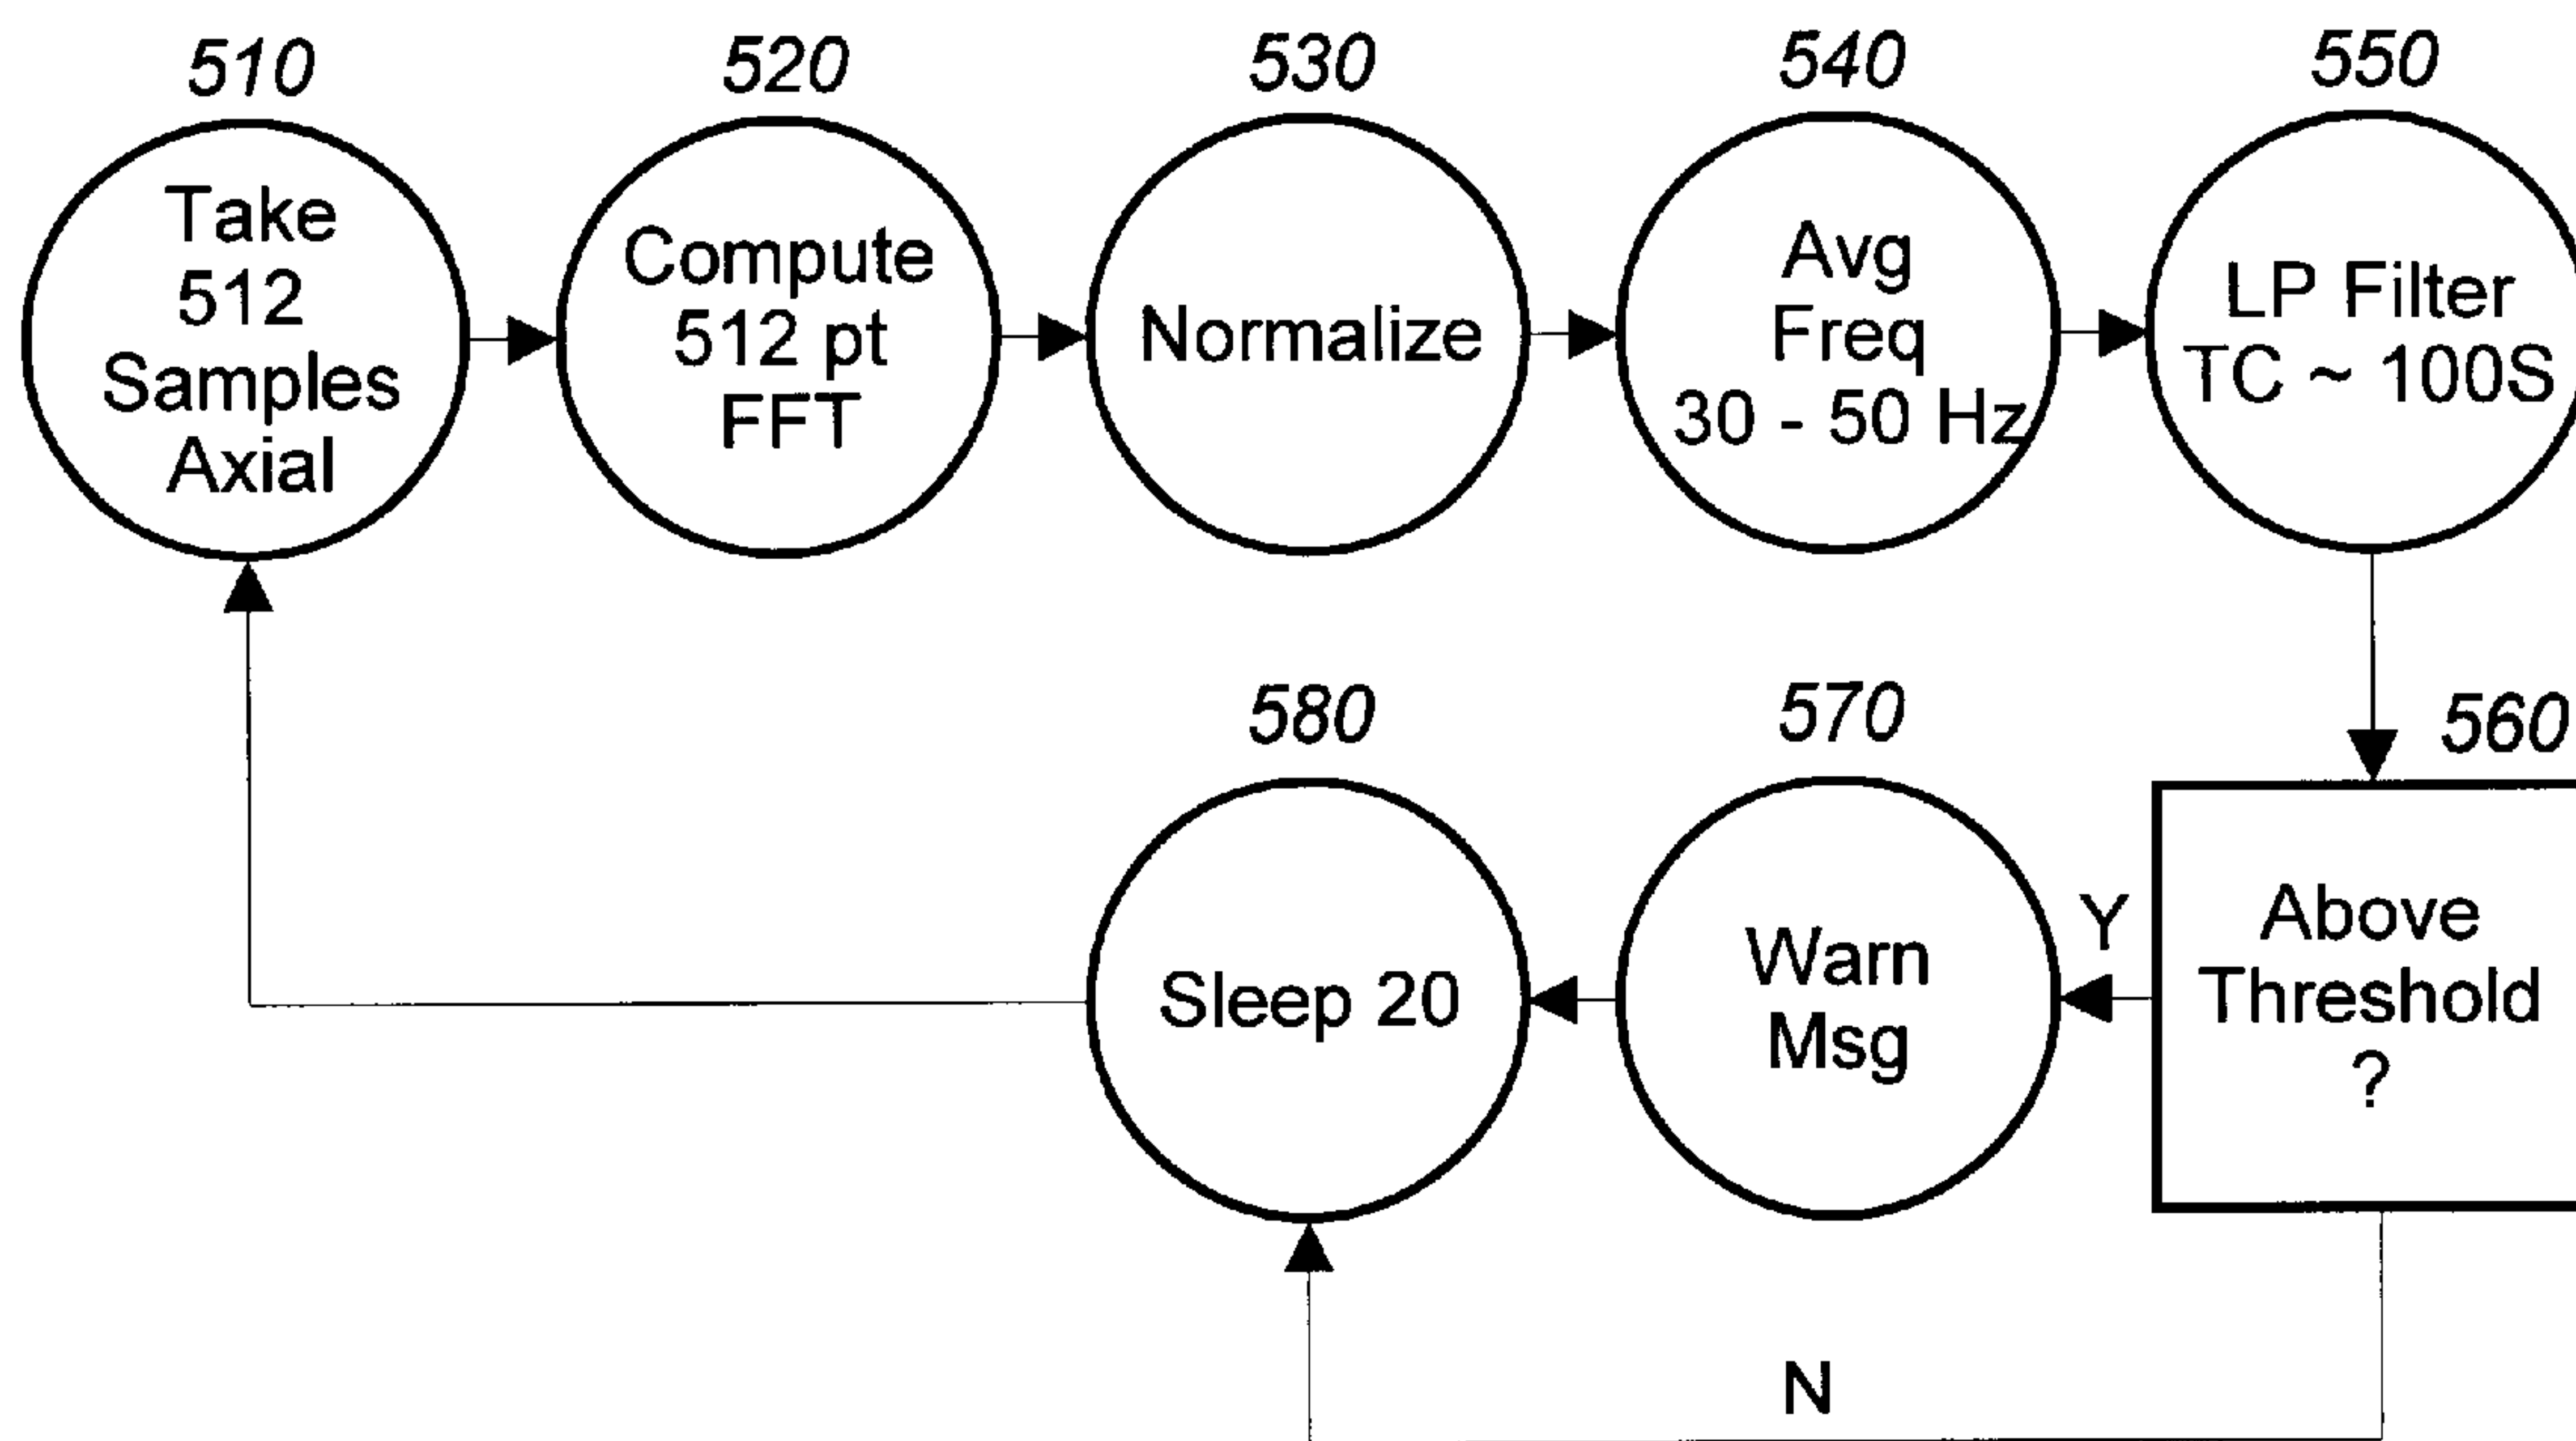 510
Take
512
Samples
Axial
520
Compute
512 pt
FFT
530
Normalize
540
Avg
Freq
30 - 50 Hz
550
LP Filter
TC ~ 100S
560
Above
Threshold
?
Y
570
Warn
Msg
580
Sleep 20
N